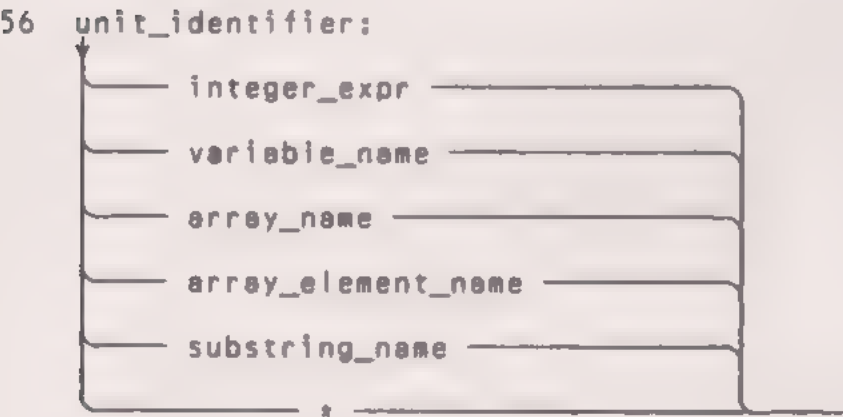 56 unit_identifier:
integer_expr
variable_name
array_name
array_element_name
substring_name
*